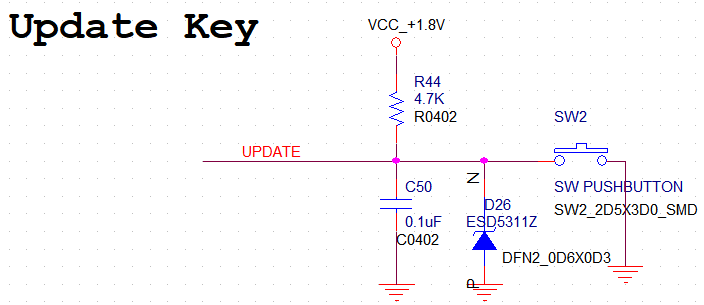 Update Key
VCC_+1.8V
R44
4.7K
R0402
SW2
UPDATE
N
C50
SW PUSHBUTTON
D26
SW2_2D5X3D0_SMD
0.1uF
ESD5311Z
C0402
DFN2_0D6X0D3
P